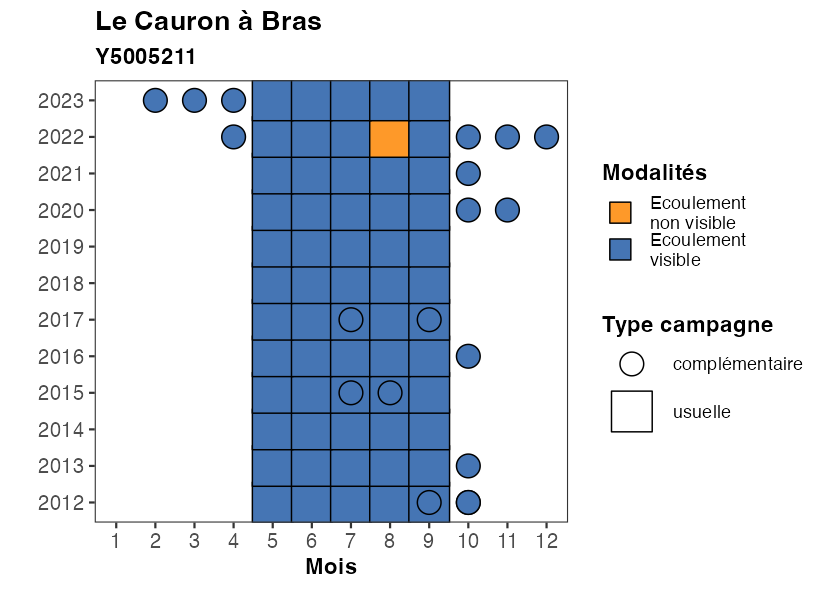 Le Cauron à Bras
Y5005211
2023
2022
2021
2020
2019
2018
2017
2016
2015
2014
2013
2012
1 2 3 4 5 6 7 8 9 10 11 12
Mois
Modalités
Ecoulement
non visible
Ecoulement
visible
Type campagne
complémentaire
usuelle